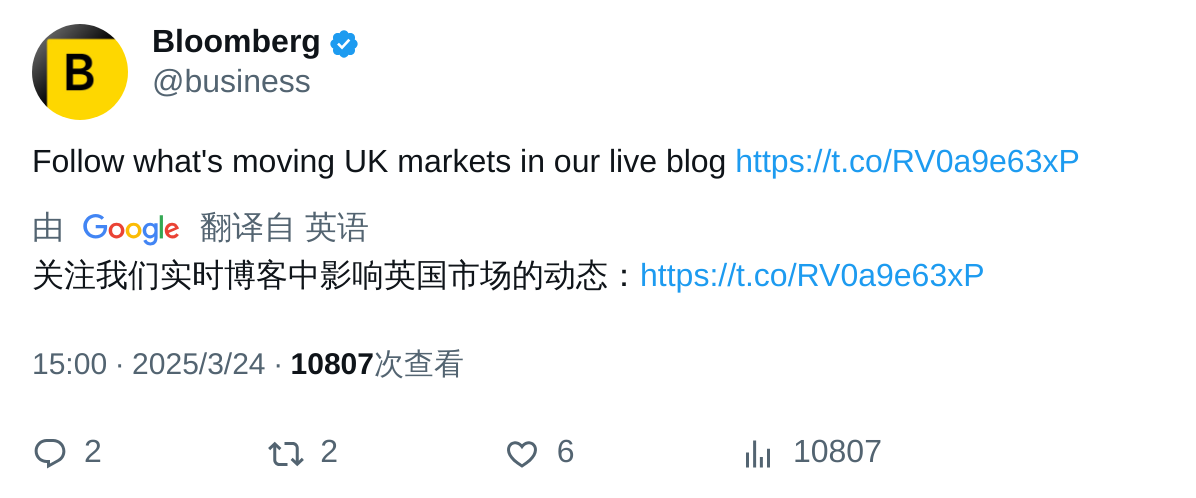 B
Bloomberg
@business
Follow what's moving UK markets in our live blog https://t.co/RV0a9e63xP
由 Google 翻译自 英语
关注我们实时博客中影响英国市场的动态：https://t.co/RV0a9e63xP
15:00 · 2025/3/24 · 10807次查看
2 2 6 10807